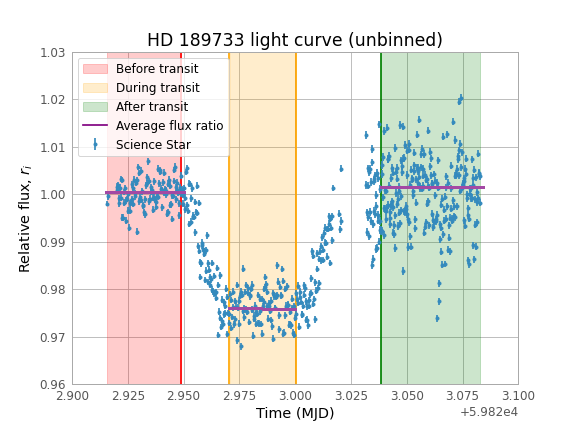 HD 189733 light curve (unbinned)
Before transit
During transit
After transit
Average flux ratio
Science Star
Relative flux, rᵢ
1.03
1.02
1.01
1.00
0.99
0.98
0.97
0.96
2.900 2.925 2.950 2.975 3.000 3.025 3.050 3.075 3.100
Time (MJD)
+5.982e4